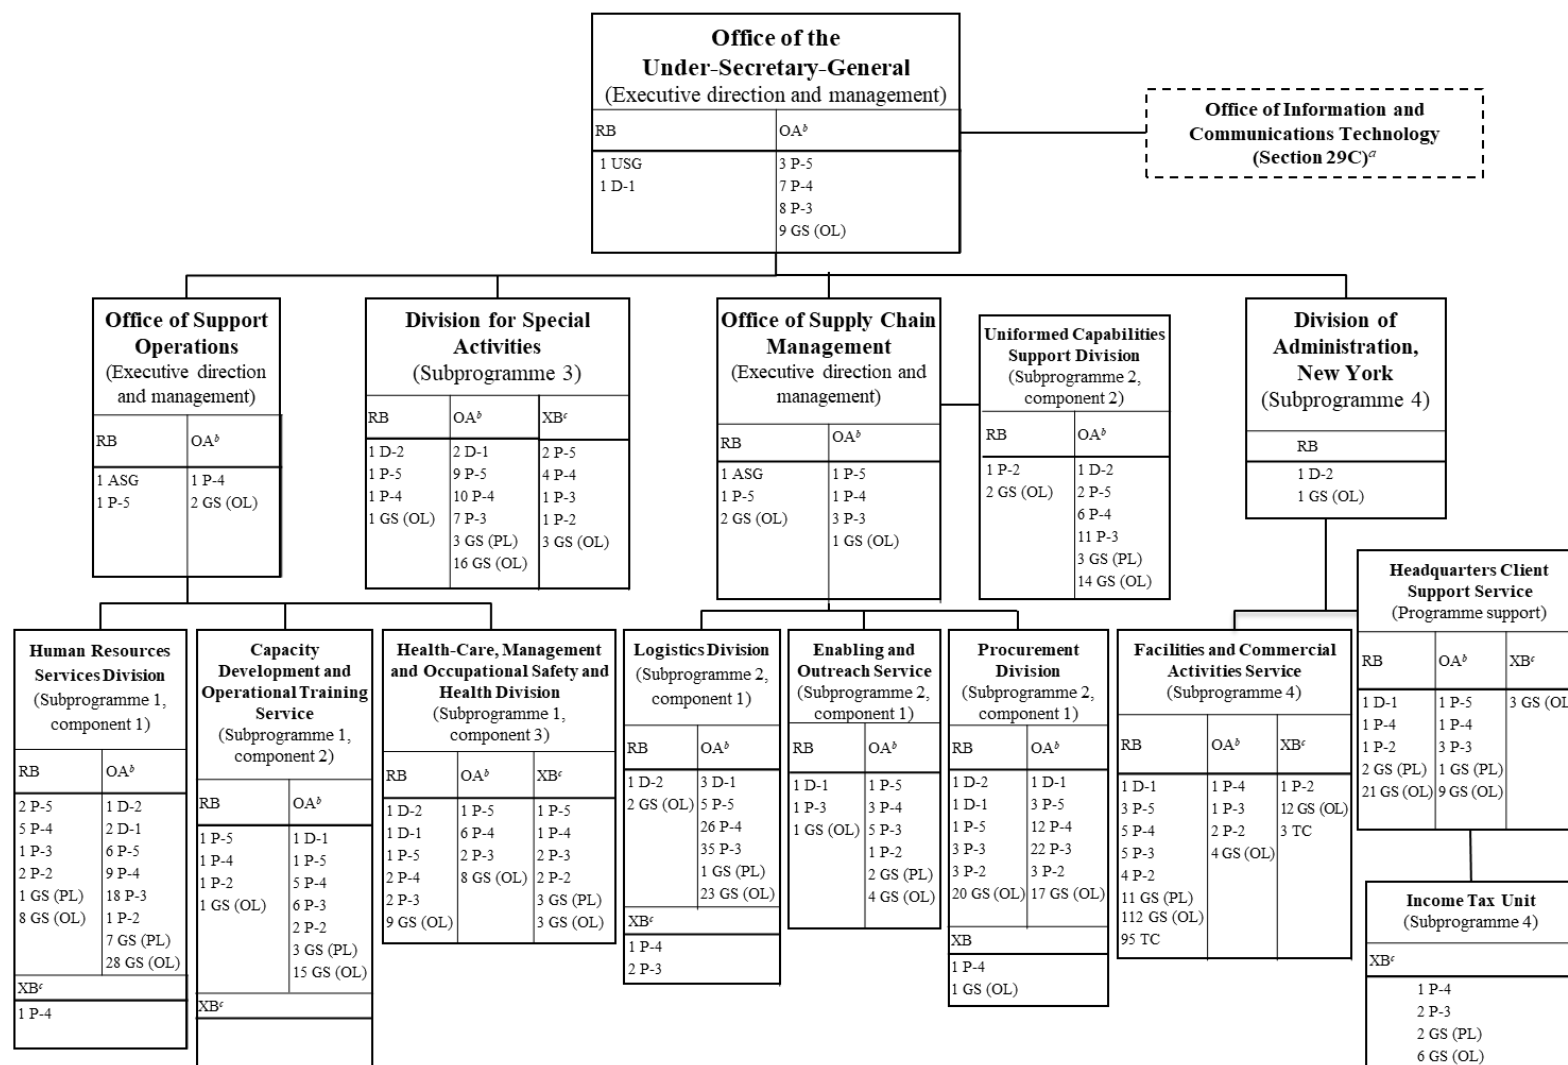 Office of the
Under-Secretary-General
(Executive direction and management)
RB
OAᵇ
1 USG
1 D-1
3 P-5
7 P-4
8 P-3
9 GS (OL)
Office of Information and
Communications Technology
(Section 29C)ᵃ
Office of Support
Operations
(Executive direction
and management)
RB
OAᵇ
1 ASG
1 P-5
1 P-4
2 GS (OL)
Division for Special
Activities
(Subprogramme 3)
RB
OAᵇ
XBᶜ
1 D-2
1 P-5
1 P-4
1 GS (OL)
2 D-1
9 P-5
10 P-4
7 P-3
3 GS (PL)
16 GS (OL)
2 P-5
4 P-4
1 P-3
1 P-2
3 GS (OL)
Office of Supply Chain
Management
(Executive direction and
management)
RB
OAᵇ
1 ASG
1 P-5
2 GS (OL)
1 P-5
1 P-4
3 P-3
1 GS (OL)
Uniformed Capabilities
Support Division
(Subprogramme 2,
component 2)
RB
OAᵇ
1 P-2
2 GS (OL)
1 D-2
2 P-5
6 P-4
11 P-3
3 GS (PL)
14 GS (OL)
Division of
Administration,
New York
(Subprogramme 4)
RB
1 D-2
1 GS (OL)
Human Resources
Services Division
(Subprogramme 1,
component 1)
RB
OAᵇ
2 P-5
5 P-4
1 P-3
2 P-2
1 GS (PL)
8 GS (OL)
1 D-2
2 D-1
6 P-5
9 P-4
18 P-3
1 P-2
7 GS (PL)
28 GS (OL)
XBᶜ
1 P-4
Capacity
Development and
Operational Training
Service
(Subprogramme 1,
component 2)
RB
OAᵇ
1 P-5
1 P-4
1 P-2
1 GS (OL)
1 D-1
1 P-5
5 P-4
6 P-3
2 P-2
3 GS (PL)
15 GS (OL)
XBᶜ
Health-Care, Management
and Occupational Safety and
Health Division
(Subprogramme 1,
component 3)
RB
OAᵇ
XBᶜ
1 D-2
1 D-1
1 P-5
2 P-4
2 P-3
9 GS (OL)
1 P-5
6 P-4
2 P-3
8 GS (OL)
1 P-5
1 P-4
2 P-3
2 P-2
3 GS (PL)
3 GS (OL)
Logistics Division
(Subprogramme 2,
component 1)
RB
OAᵇ
1 D-2
2 GS (OL)
3 D-1
5 P-5
26 P-4
35 P-3
1 GS (PL)
23 GS (OL)
XBᶜ
1 P-4
2 P-3
Enabling and
Outreach Service
(Subprogramme 2,
component 1)
RB
OAᵇ
1 D-1
1 P-3
1 GS (OL)
1 P-5
3 P-4
5 P-3
1 P-2
2 GS (PL)
4 GS (OL)
Procurement
Division
(Subprogramme 2,
component 1)
RB
OAᵇ
1 D-2
1 D-1
1 P-5
3 P-3
3 P-2
20 GS (OL)
1 D-1
3 P-5
12 P-4
22 P-3
3 P-2
17 GS (OL)
XB
1 P-4
1 GS (OL)
Facilities and Commercial
Activities Service
(Subprogramme 4)
RB
OAᵇ
XBᶜ
1 D-1
3 P-5
5 P-4
5 P-3
4 P-2
11 GS (PL)
112 GS (OL)
95 TC
1 P-4
1 P-3
2 P-2
4 GS (OL)
1 P-2
12 GS (OL)
3 TC
Headquarters Client
Support Service
(Programme support)
RB
OAᵇ
XBᶜ
1 D-1
1 P-4
1 P-2
2 GS (PL)
21 GS (OL)
1 P-5
1 P-4
3 P-3
1 GS (PL)
9 GS (OL)
3 GS (OL
Income Tax Unit
(Subprogramme 4)
XBᶜ
1 P-4
2 P-3
2 GS (PL)
6 GS (OL)